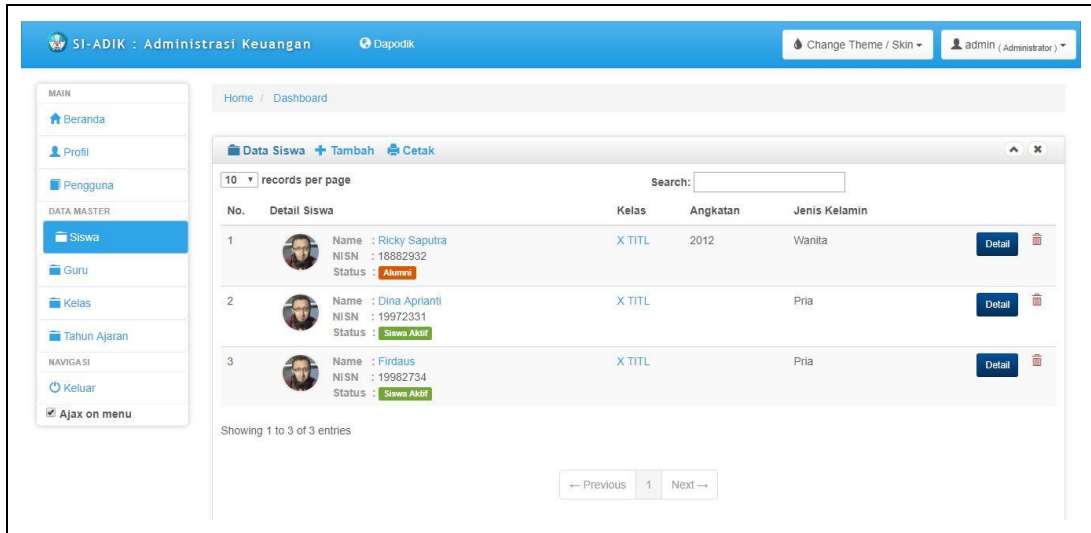 SI-ADIK : Administrasi Keuangan Dapodik Change Theme / Skin admin ( Administrator )
MAIN
Beranda
Profil
Pengguna
DATA MASTER
Siswa
Guru
Kelas
Tahun Ajaran
NAVIGASI
Keluar
Ajax on menu
Home / Dashboard
Data Siswa Tambah Cetak
10 records per page Search:
No. Detail Siswa Kelas Angkatan Jenis Kelamin
1 Name : Ricky Saputra X TITL 2012 Wanita Detail
NISN : 18882932
Status : Alumni
2 Name : Dina Aprianti X TITL Pria Detail
NISN : 19972331
Status : Siswa Aktif
3 Name : Firdaus X TITL Pria Detail
NISN : 19982734
Status : Siswa Aktif
Showing 1 to 3 of 3 entries
← Previous 1 Next →